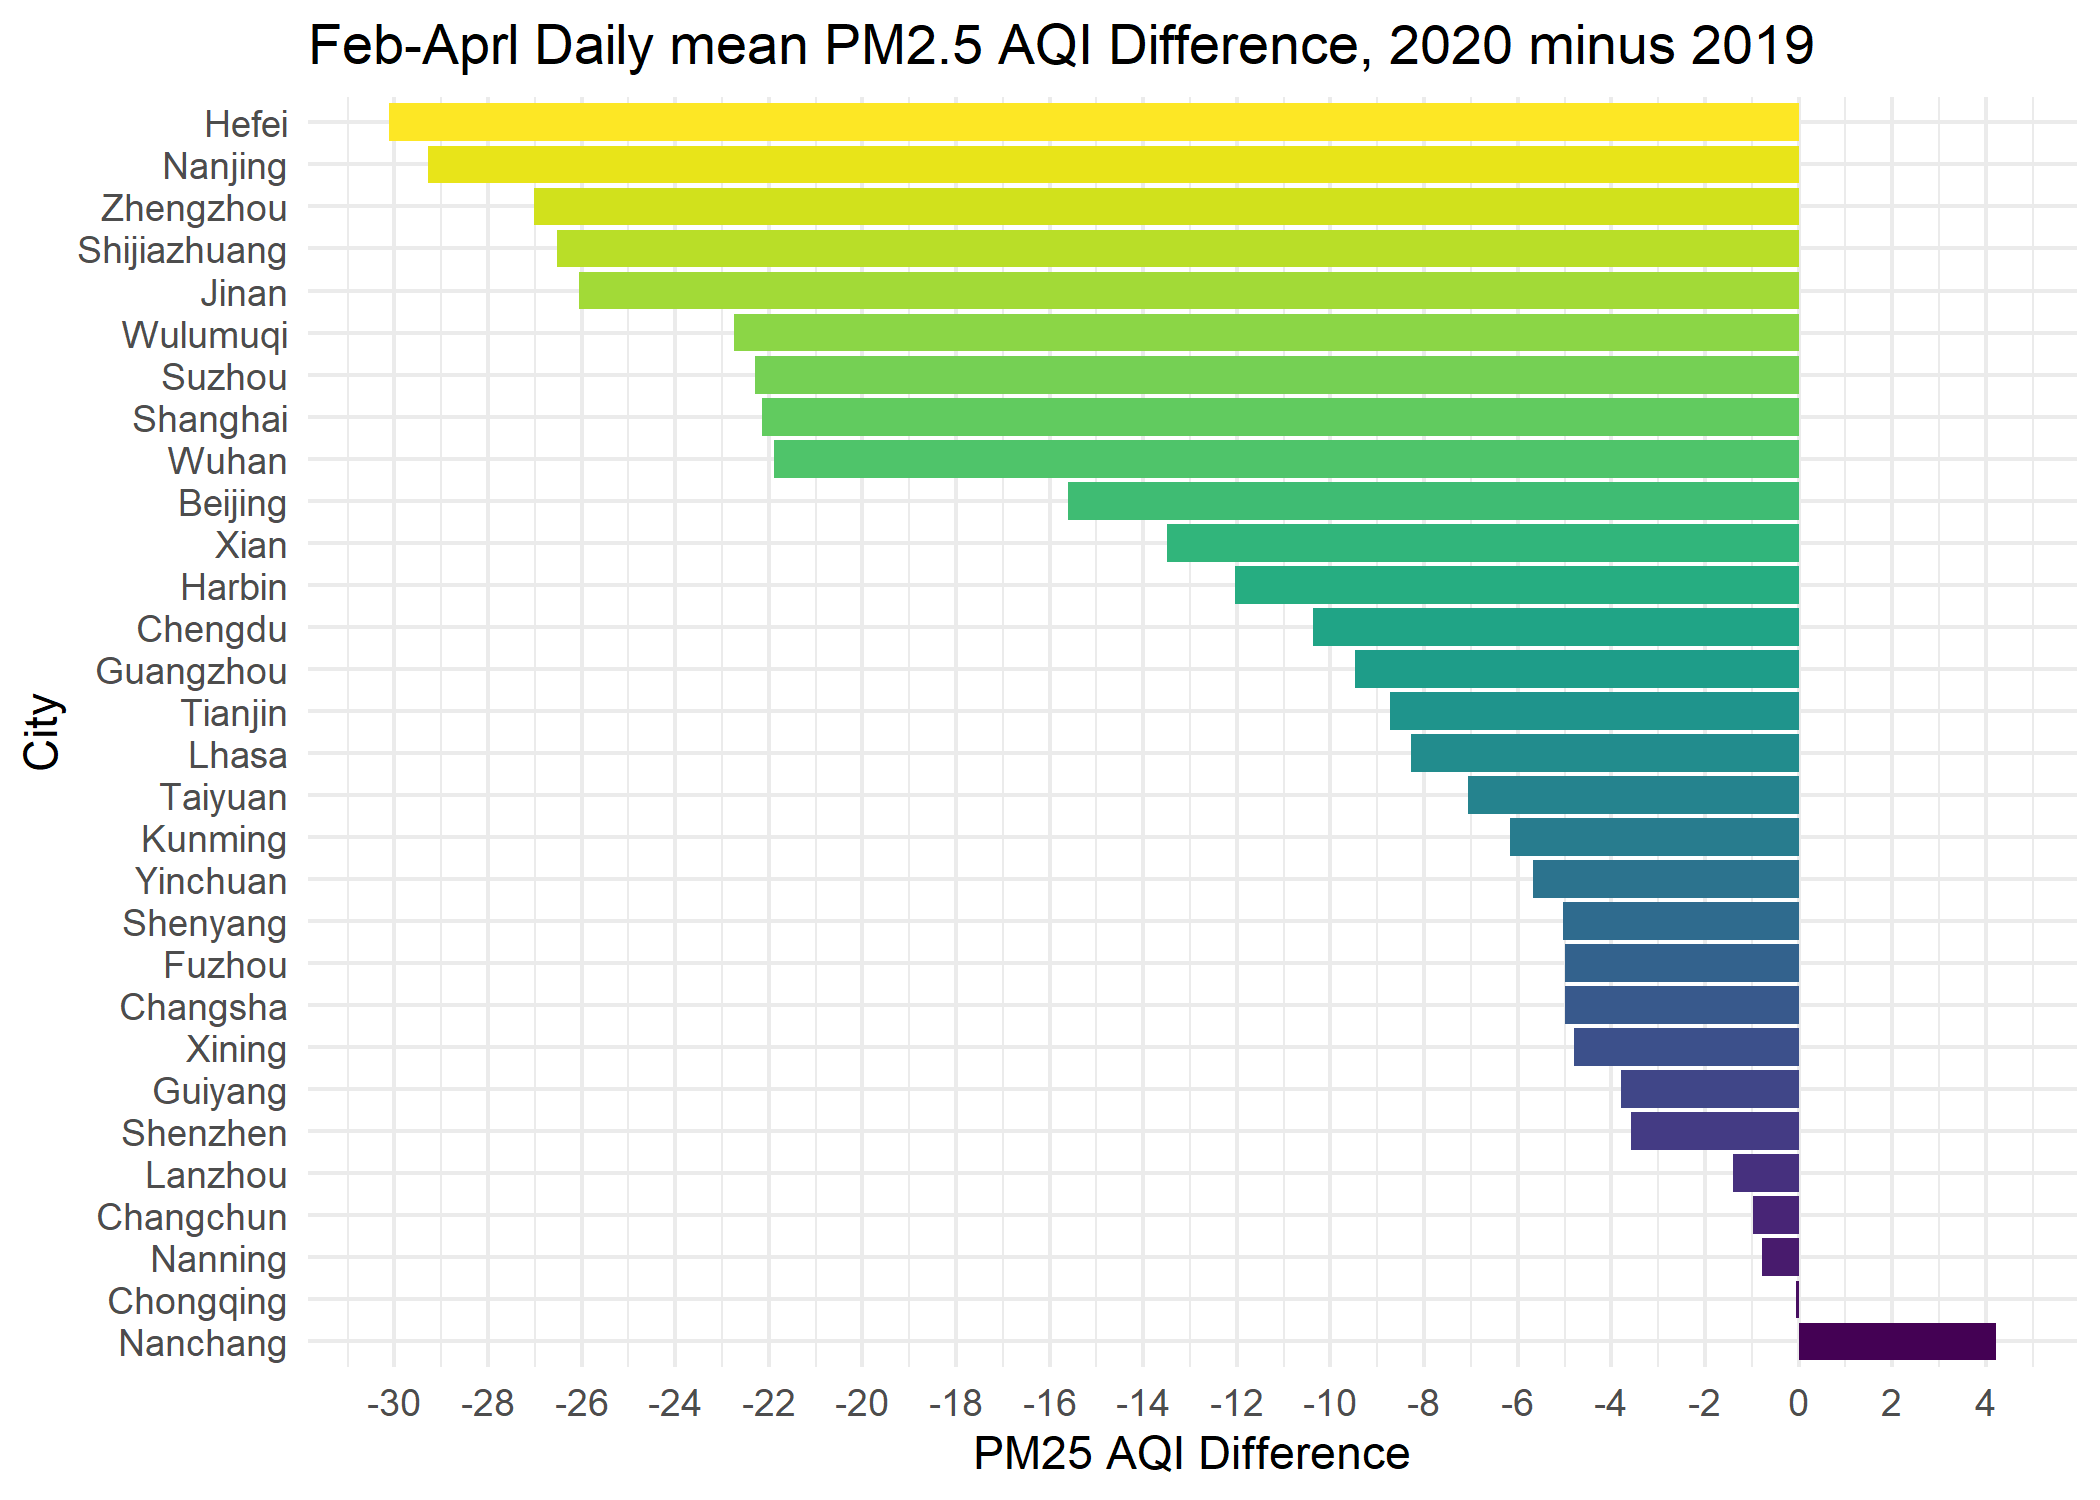 Feb-Aprl Daily mean PM2.5 AQI Difference, 2020 minus 2019
City
Hefei
Nanjing
Zhengzhou
Shijiazhuang
Jinan
Wulumuqi
Suzhou
Shanghai
Wuhan
Beijing
Xian
Harbin
Chengdu
Guangzhou
Tianjin
Lhasa
Taiyuan
Kunming
Yinchuan
Shenyang
Fuzhou
Changsha
Xining
Guiyang
Shenzhen
Lanzhou
Changchun
Nanning
Chongqing
Nanchang
-30 -28 -26 -24 -22 -20 -18 -16 -14 -12 -10 -8 -6 -4 -2 0 2 4
PM25 AQI Difference